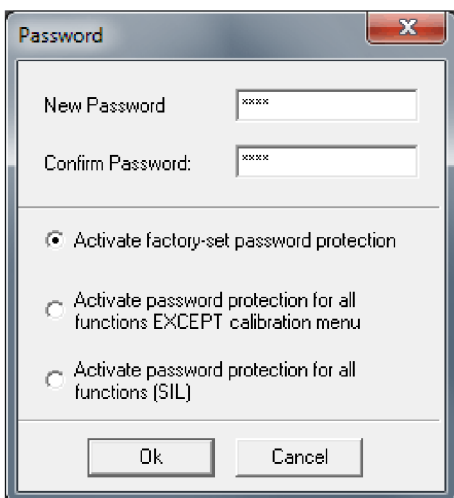 Password
New Password
****
Confirm Password:
****
Activate factory-set password protection
Activate password protection for all
functions EXCEPT calibration menu
Activate password protection for all
functions (SIL)
Ok
Cancel